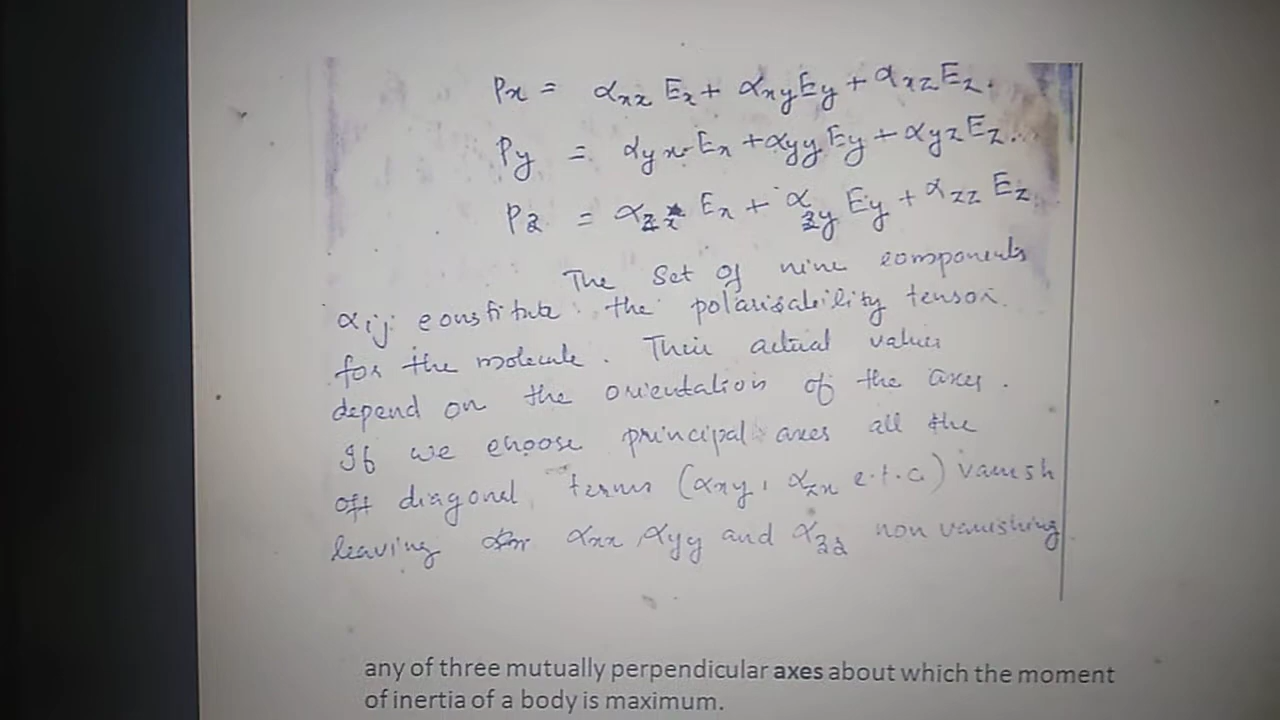 Px = αxx Ex + αxy Ey + αxz Ez.
Py = αyx Ex + αyy Ey + αyz Ez...
Pz = αzx Ex + αzy Ey + αzz Ez.
The set of nine components
αij constitute the polarisability tensor
for the molecule. Their actual values
depend on the orientation of the axes.
If we choose principal axes all the
off diagonal terms (αxy, αzx e.t.c.) vanish
leaving αxx αyy and αzz non vanishing
any of three mutually perpendicular axes about which the moment
of inertia of a body is maximum.